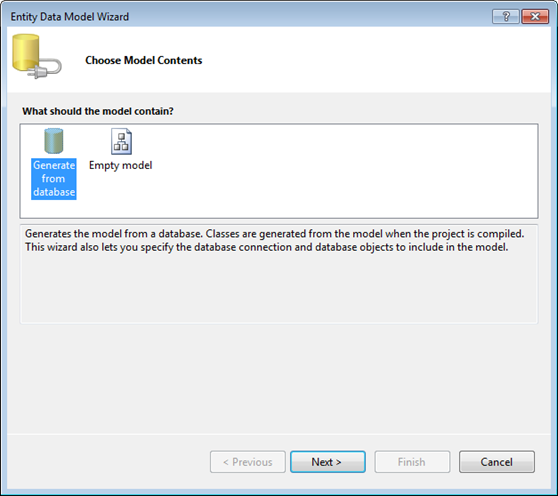 Entity Data Model Wizard
Choose Model Contents
What should the model contain?
Generate
from
database
Empty model
Generates the model from a database. Classes are generated from the model when the project is compiled.
This wizard also lets you specify the database connection and database objects to include in the model.
< Previous
Next >
Finish
Cancel